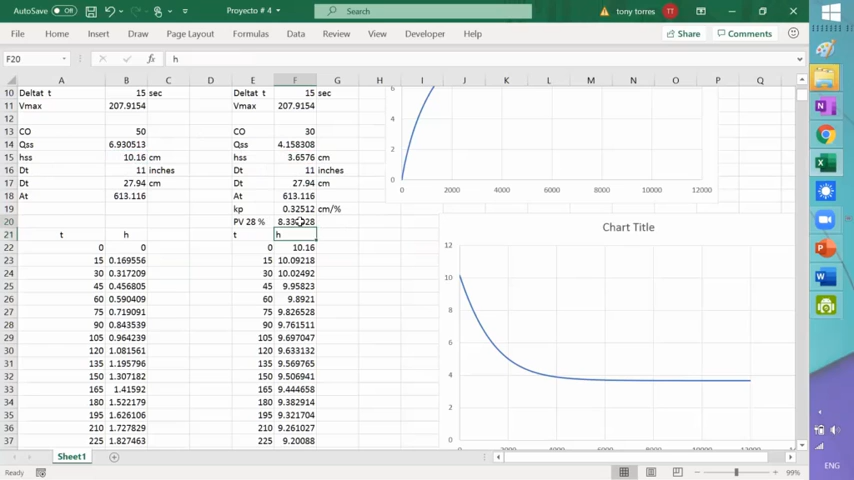 AutoSave Off Proyecto # 4 Search tony torres TT
File Home Insert Draw Page Layout Formulas Data Review View Developer Help Share Comments
F20 fx h
A B C D E F G H I J K L M N O P Q
10 Deltat t 15 sec Deltat t 15 sec
11 Vmax 207.9154 Vmax 207.9154
12
13 CO 50 CO 30
14 Qss 6.930513 Qss 4.158308
15 hss 10.16 cm hss 3.6576 cm
16 Dt 11 inches Dt 11 inches
17 Dt 27.94 cm Dt 27.94 cm
18 At 613.116 At 613.116
19 kp 0.32512 cm/%
20 PV 28 %
21 t h t h
22 0 0 0 10.16
23 15 0.169556 15 10.09218
24 30 0.317209 30 10.02492
25 45 0.456805 45 9.95823
26 60 0.590409 60 9.8921
27 75 0.719091 75 9.826528
28 90 0.843539 90 9.761511
29 105 0.964239 105 9.697047
30 120 1.081561 120 9.633132
31 135 1.195796 135 9.569765
32 150 1.307182 150 9.506941
33 165 1.41592 165 9.444658
34 180 1.522179 180 9.382914
35 195 1.626106 195 9.321704
36 210 1.727829 210 9.261027
37 225 1.827463 225 9.20088
6
4
2
0
0 2000 4000 6000 8000 10000 12000
Chart Title
12
10
8
6
4
2
0
0 2000 4000 6000 8000 10000 12000
Sheet1
Ready 99%
ENG